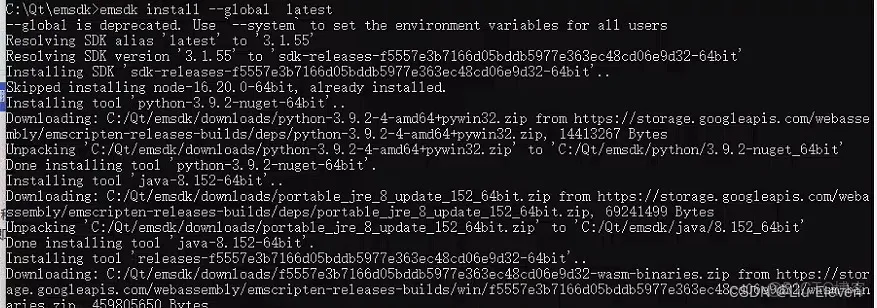 C:\Qt\emsdk>emsdk install --global  latest
--global is deprecated. Use `--system` to set the environment variables for all users
Resolving SDK alias 'latest' to '3.1.55'
Resolving SDK version '3.1.55' to 'sdk-releases-f5557e3b7166d05bddb5977e363ec48cd06e9d32-64bit'
Installing SDK 'sdk-releases-f5557e3b7166d05bddb5977e363ec48cd06e9d32-64bit'..
Skipped installing node-16.20.0-64bit, already installed.
Installing tool 'python-3.9.2-nuget-64bit'..
Downloading: C:/Qt/emsdk/downloads/python-3.9.2-4-amd64+pywin32.zip from https://storage.googleapis.com/webasse
mbly/emscripten-releases-builds/deps/python-3.9.2-4-amd64+pywin32.zip, 14413267 Bytes
Unpacking 'C:/Qt/emsdk/downloads/python-3.9.2-4-amd64+pywin32.zip' to 'C:/Qt/emsdk/python/3.9.2-nuget_64bit'
Done installing tool 'python-3.9.2-nuget-64bit'.
Installing tool 'java-8.152-64bit'..
Downloading: C:/Qt/emsdk/downloads/portable_jre_8_update_152_64bit.zip from https://storage.googleapis.com/weba
ssembly/emscripten-releases-builds/deps/portable_jre_8_update_152_64bit.zip, 69241499 Bytes
Unpacking 'C:/Qt/emsdk/downloads/portable_jre_8_update_152_64bit.zip' to 'C:/Qt/emsdk/java/8.152_64bit'
Done installing tool 'java-8.152-64bit'.
Installing tool 'releases-f5557e3b7166d05bddb5977e363ec48cd06e9d32-64bit'..
Downloading: C:/Qt/emsdk/downloads/f5557e3b7166d05bddb5977e363ec48cd06e9d32-wasm-binaries.zip from https://stor
age.googleapis.com/webassembly/emscripten-releases-builds/win/f5557e3b7166d05bddb5977e363ec48cd06e9d32/wasm-bin
aries.zip, 459805650 Bytes